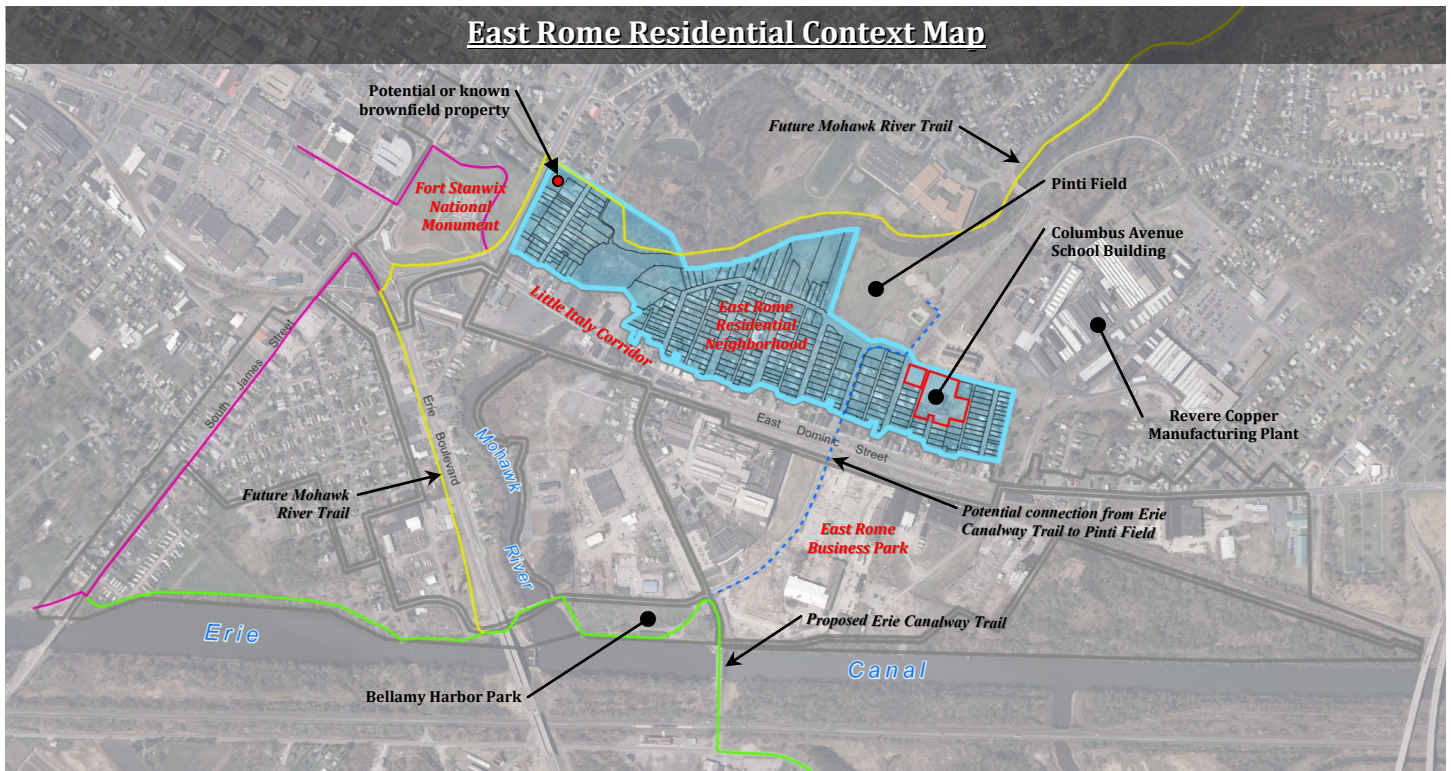 East Rome Residential Context Map
Potential or known
brownfield property
Future Mohawk River Trail
Pinti Field
Fort Stanwix
National
Monument
Columbus Avenue
School Building
Little Italy Corridor
East Rome
Residential
Neighborhood
South James Street
Erie Boulevard
Mohawk River
East Dominic Street
Revere Copper
Manufacturing Plant
Future Mohawk
River Trail
Potential connection from Erie
Canalway Trail to Pinti Field
East Rome
Business Park
Proposed Erie Canalway Trail
Erie Canal
Bellamy Harbor Park